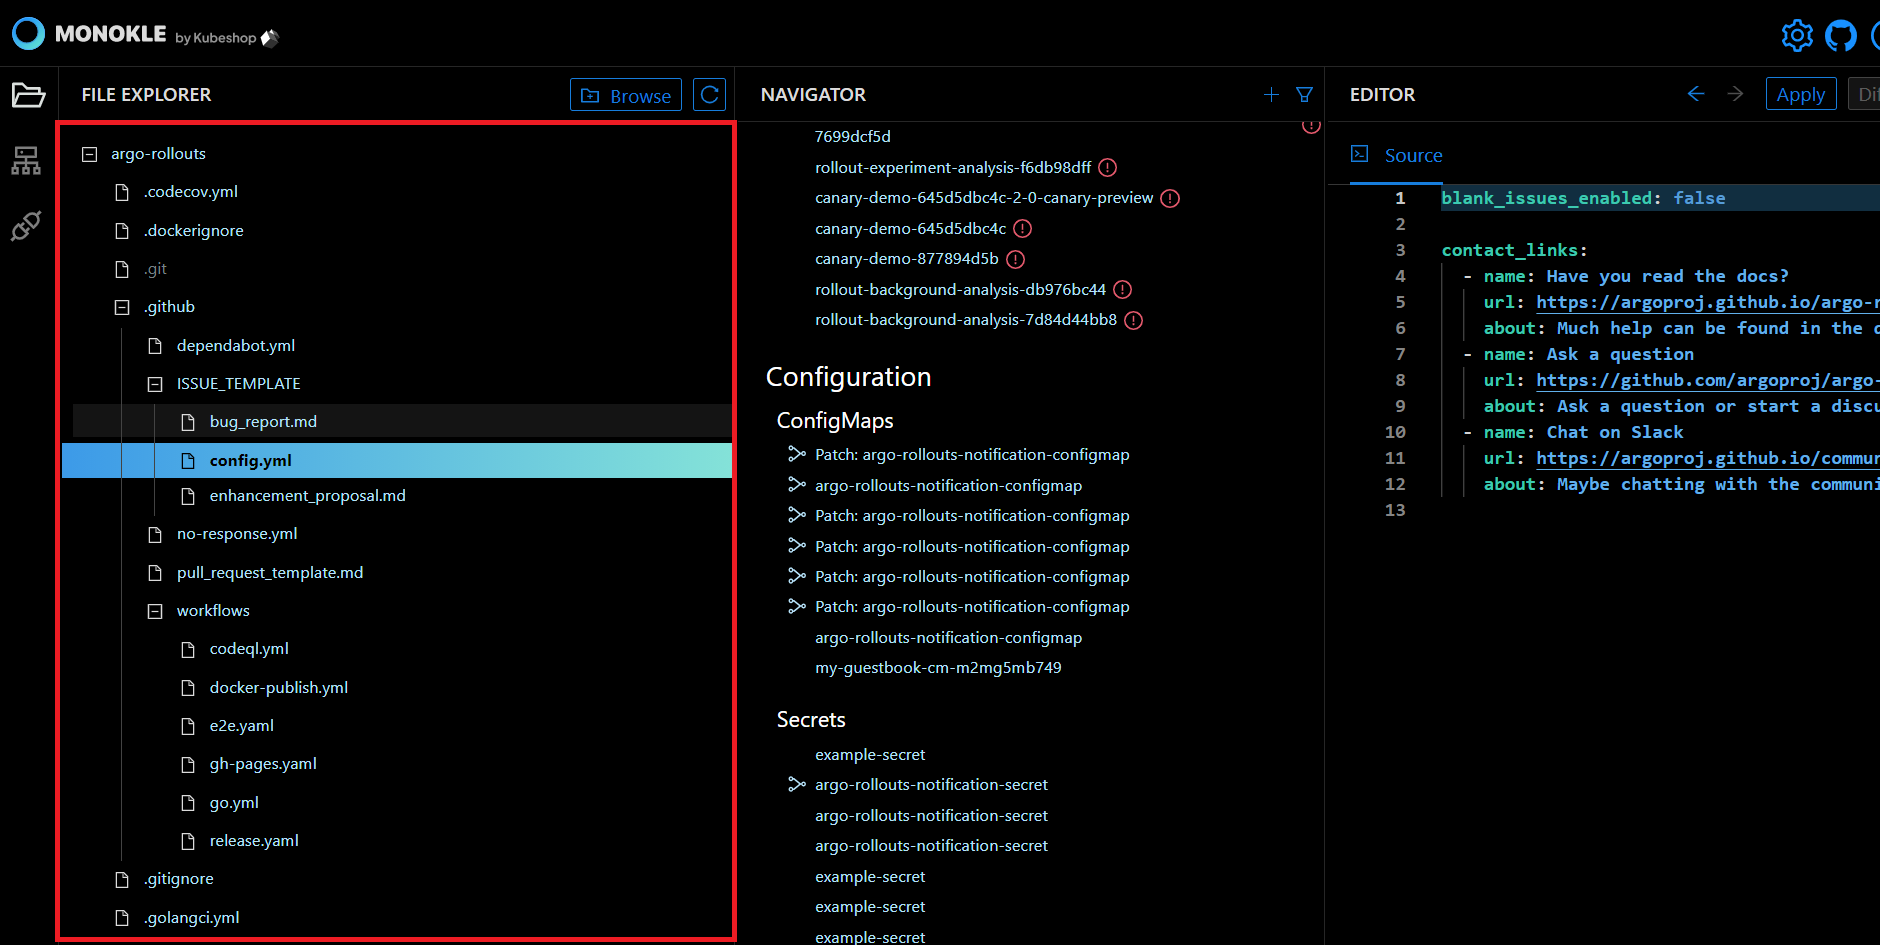 MONOKLE by Kubeshop
FILE EXPLORER
Browse
argo-rollouts
.codecov.yml
.dockerignore
.git
.github
dependabot.yml
ISSUE_TEMPLATE
bug_report.md
config.yml
enhancement_proposal.md
no-response.yml
pull_request_template.md
workflows
codeql.yml
docker-publish.yml
e2e.yaml
gh-pages.yaml
go.yml
release.yaml
.gitignore
.golangci.yml
NAVIGATOR
7699dcf5d
rollout-experiment-analysis-f6db98dff
canary-demo-645d5dbc4c-2-0-canary-preview
canary-demo-645d5dbc4c
canary-demo-877894d5b
rollout-background-analysis-db976bc44
rollout-background-analysis-7d84d44bb8
Configuration
ConfigMaps
Patch: argo-rollouts-notification-configmap
argo-rollouts-notification-configmap
Patch: argo-rollouts-notification-configmap
Patch: argo-rollouts-notification-configmap
Patch: argo-rollouts-notification-configmap
Patch: argo-rollouts-notification-configmap
argo-rollouts-notification-configmap
my-guestbook-cm-m2mg5mb749
Secrets
example-secret
argo-rollouts-notification-secret
argo-rollouts-notification-secret
argo-rollouts-notification-secret
example-secret
example-secret
example-secret
EDITOR
Apply
Source
1 blank_issues_enabled: false
2
3 contact_links:
4 - name: Have you read the docs?
5 url: https://argoproj.github.io/argo-
6 about: Much help can be found in the
7 - name: Ask a question
8 url: https://github.com/argoproj/argo-
9 about: Ask a question or start a
10 - name: Chat on Slack
11 url: https://argoproj.github.io/
12 about: Maybe chatting with the
13